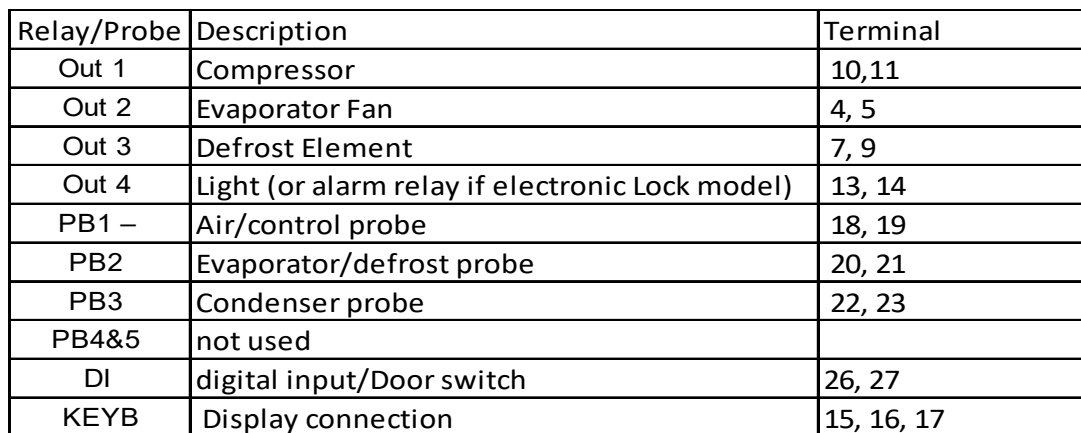 Relay/Probe Description Terminal
Out 1 Compressor 10,11
Out 2 Evaporator Fan 4, 5
Out 3 Defrost Element 7, 9
Out 4 Light (or alarm relay if electronic Lock model) 13, 14
PB1 – Air/control probe 18, 19
PB2 Evaporator/defrost probe 20, 21
PB3 Condenser probe 22, 23
PB4&5 not used
DI digital input/Door switch 26, 27
KEYB Display connection 15, 16, 17